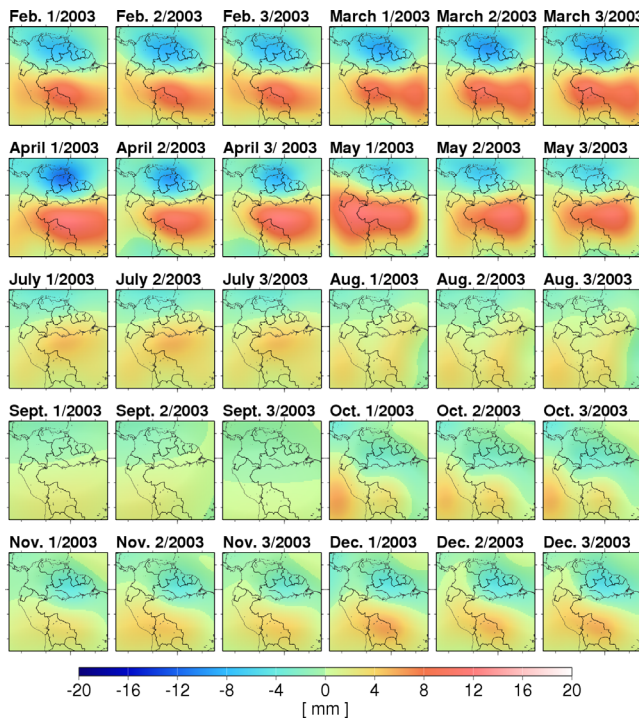 Feb. 1/2003 Feb. 2/2003 Feb. 3/2003 March 1/2003 March 2/2003 March 3/2003
April 1/2003 April 2/2003 April 3/ 2003 May 1/2003 May 2/2003 May 3/2003
July 1/2003 July 2/2003 July 3/2003 Aug. 1/2003 Aug. 2/2003 Aug. 3/2003
Sept. 1/2003 Sept. 2/2003 Sept. 3/2003 Oct. 1/2003 Oct. 2/2003 Oct. 3/2003
Nov. 1/2003 Nov. 2/2003 Nov. 3/2003 Dec. 1/2003 Dec. 2/2003 Dec. 3/2003
-20 -16 -12 -8 -4 0 4 8 12 16 20
[ mm ]